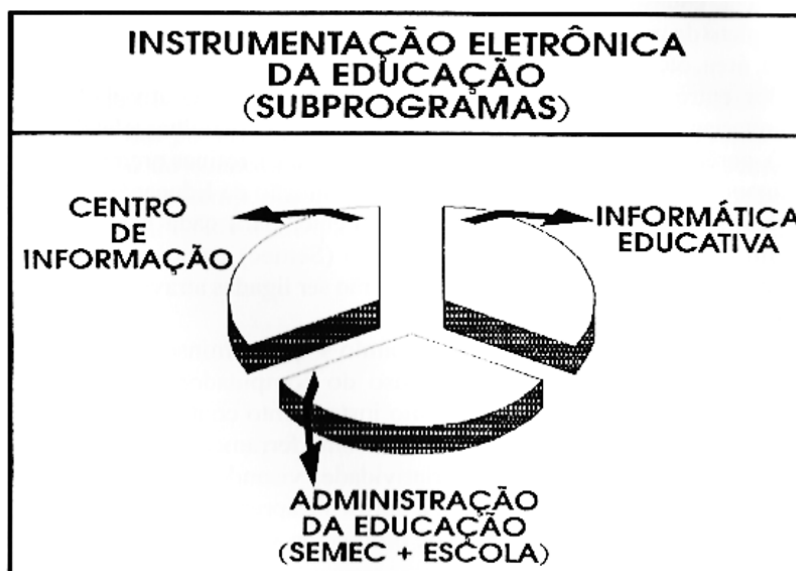 INSTRUMENTAÇÃO ELETRÔNICA
DA EDUCAÇÃO
(SUBPROGRAMAS)
CENTRO
DE
INFORMAÇÃO
INFORMÁTICA
EDUCATIVA
ADMINISTRAÇÃO
DA EDUCAÇÃO
(SEMEC + ESCOLA)